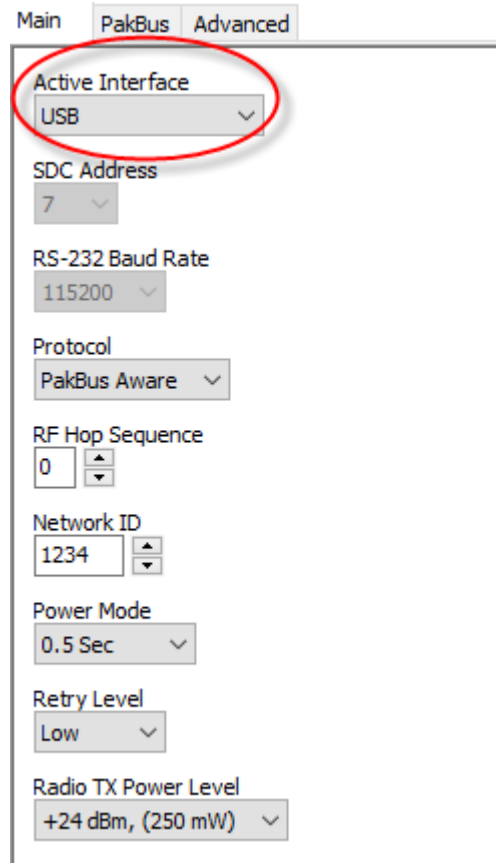 Main PakBus Advanced
Active Interface
USB
SDC Address
7
RS-232 Baud Rate
115200
Protocol
PakBus Aware
RF Hop Sequence
0
Network ID
1234
Power Mode
0.5 Sec
Retry Level
Low
Radio TX Power Level
+24 dBm, (250 mW)